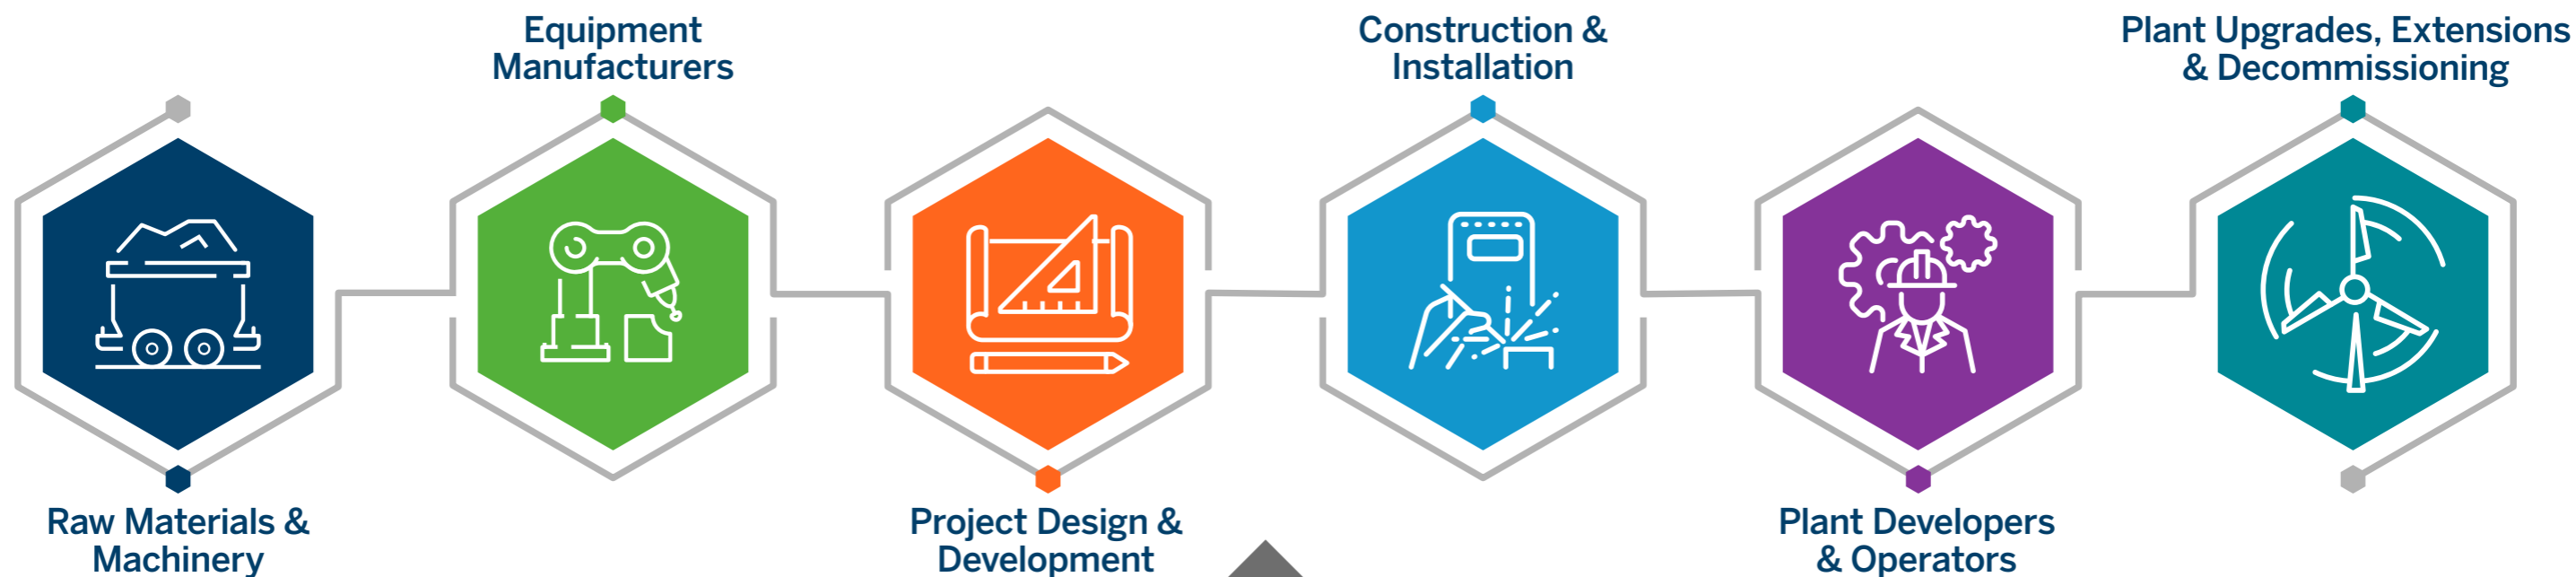 Raw Materials &
Machinery
Equipment
Manufacturers
Project Design &
Development
Construction &
Installation
Plant Developers
& Operators
Plant Upgrades, Extensions
& Decommissioning